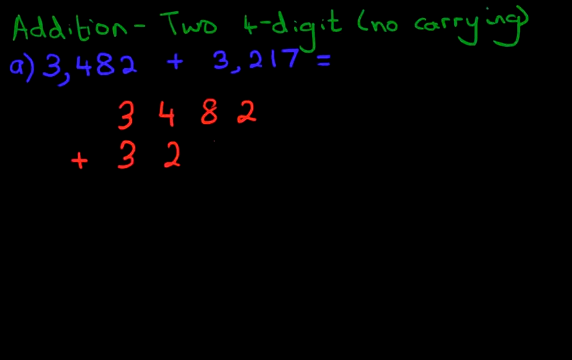 Addition - Two 4-digit (no carrying)
a) 3,482 + 3,217 =
3 4 8 2
+ 3 2